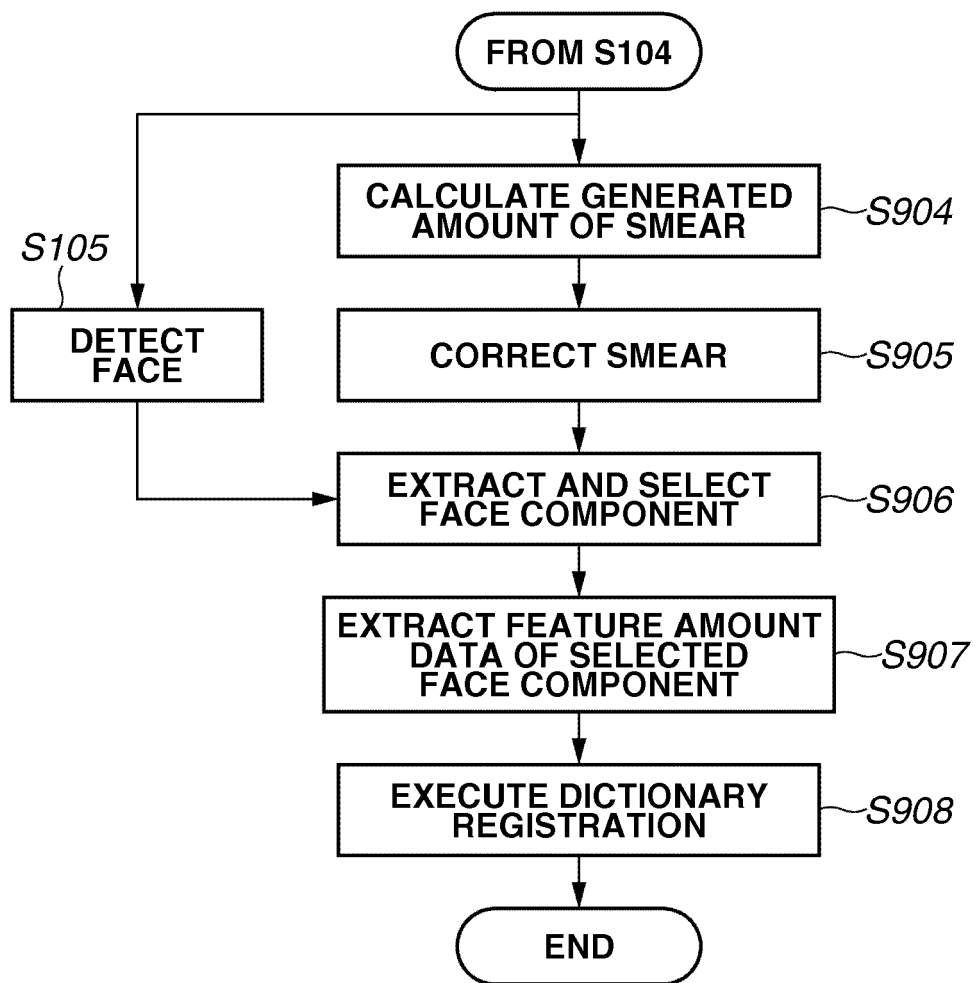 FROM S104
CALCULATE GENERATED
AMOUNT OF SMEAR
S904
S105
DETECT
FACE
CORRECT SMEAR
S905
EXTRACT AND SELECT
FACE COMPONENT
S906
EXTRACT FEATURE AMOUNT
DATA OF SELECTED
FACE COMPONENT
S907
EXECUTE DICTIONARY
REGISTRATION
S908
END